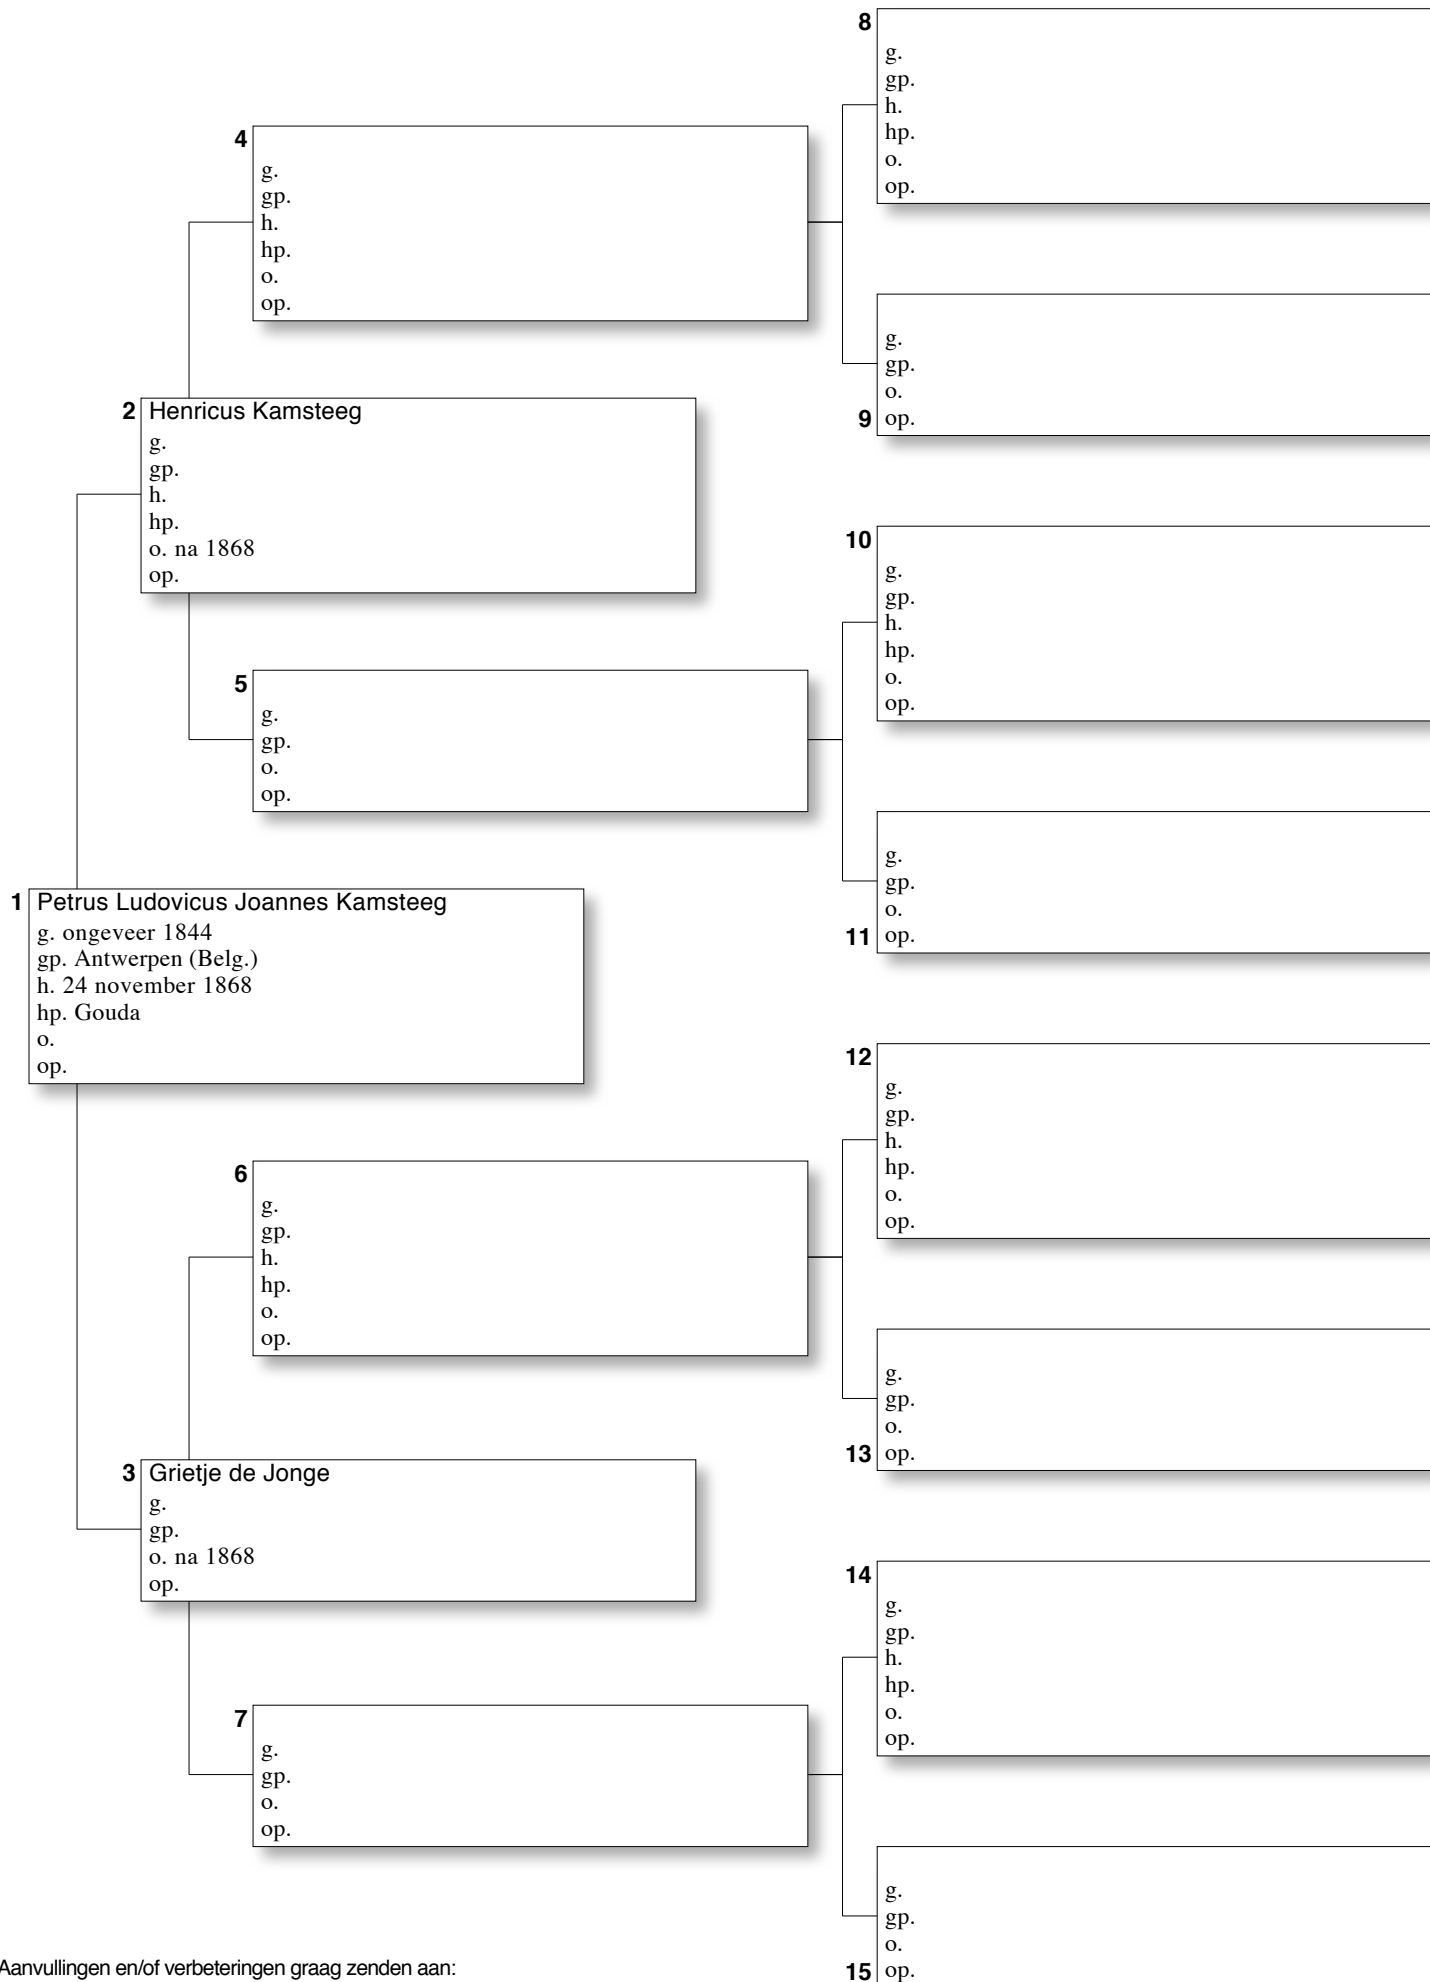 8
g.
gp.
h.
hp.
o.
op.
4
g.
gp.
h.
hp.
o.
op.
g.
gp.
o.
9 op.
2 Henricus Kamsteeg
g.
gp.
h.
hp.
o. na 1868
op.
10
g.
gp.
h.
hp.
o.
op.
5
g.
gp.
o.
op.
g.
gp.
o.
11 op.
1 Petrus Ludovicus Joannes Kamsteeg
g. ongeveer 1844
gp. Antwerpen (Belg.)
h. 24 november 1868
hp. Gouda
o.
op.
12
g.
gp.
h.
hp.
o.
op.
6
g.
gp.
h.
hp.
o.
op.
g.
gp.
o.
13 op.
3 Grietje de Jonge
g.
gp.
o. na 1868
op.
14
g.
gp.
h.
hp.
o.
op.
7
g.
gp.
o.
op.
g.
gp.
o.
15 op.
Aanvullingen en/of verbeteringen graag zenden aan: